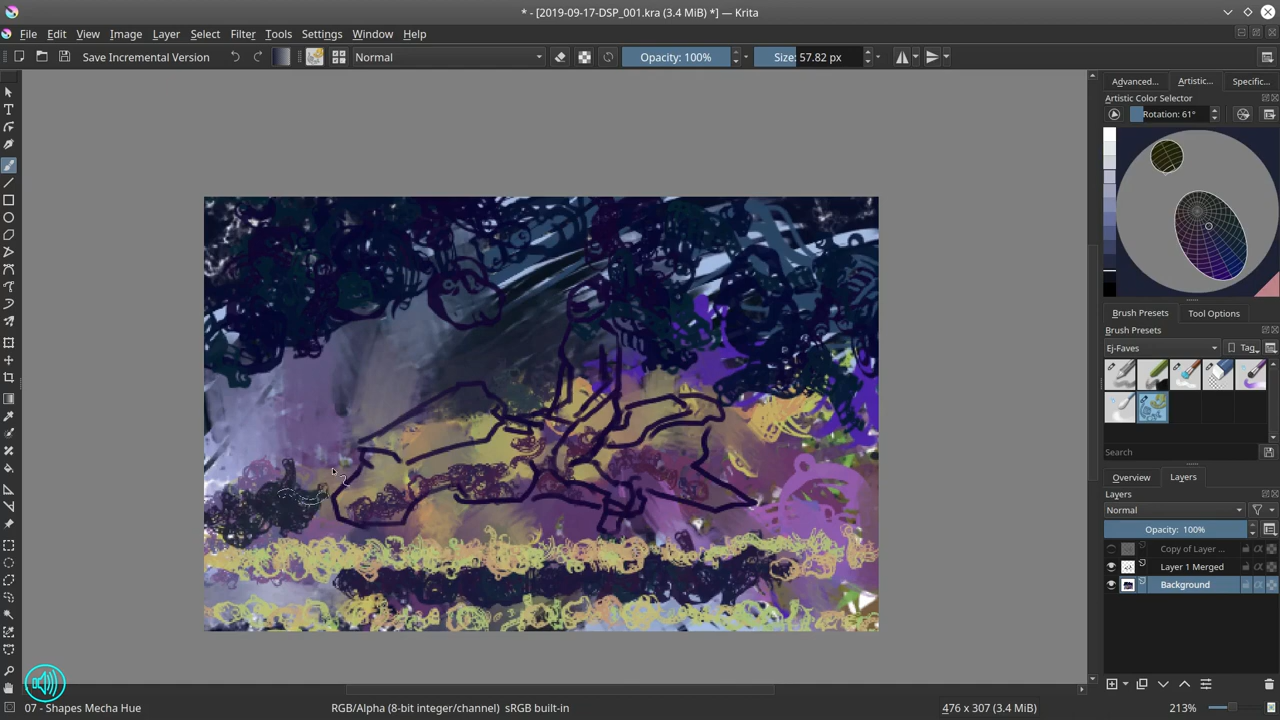 * - [2019-09-17-DSP_001.kra (3.4 MiB) *] — Krita
File Edit View Image Layer Select Filter Tools Settings Window Help
Save Incremental Version Normal Opacity: 100% Size: 57.82 px
Advanced... Artistic... Specific...
Artistic Color Selector
Rotation: 61°
Brush Presets Tool Options
Brush Presets
Ej-Faves Tag
Search
Overview Layers
Layers
Normal
Opacity: 100%
Copy of Layer ...
Layer 1 Merged
Background
07 - Shapes Mecha Hue RGB/Alpha (8-bit integer/channel) sRGB built-in 476 x 307 (3.4 MiB) 213%